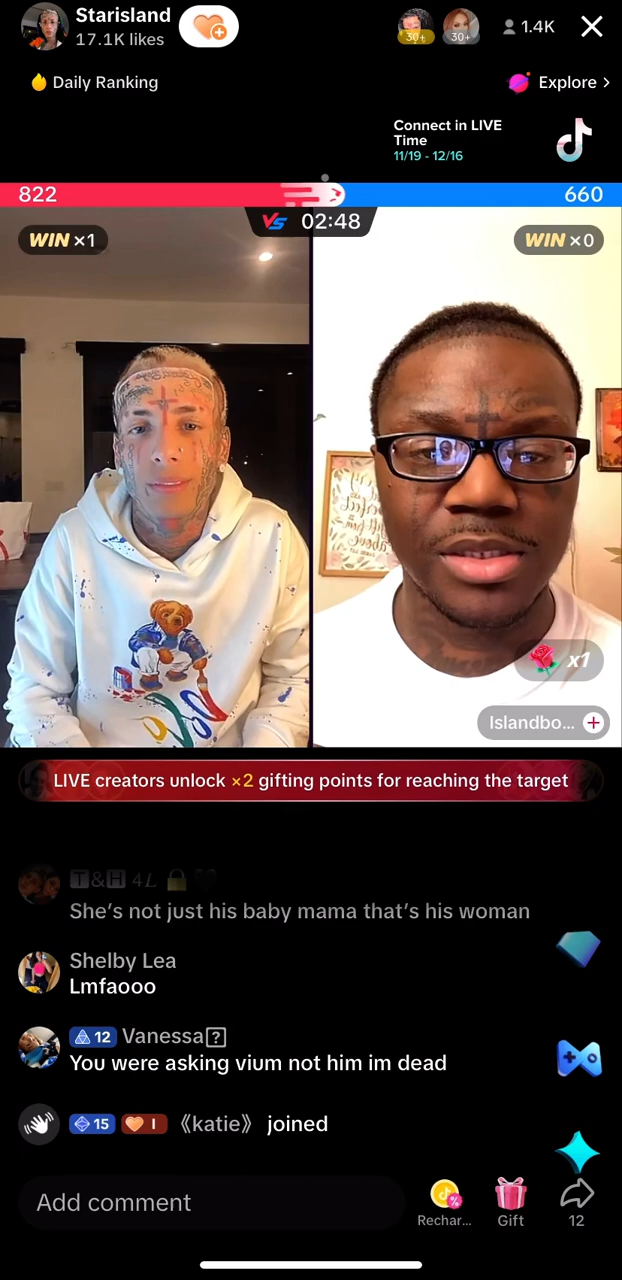 Starisland
17.1K likes
30+
30+
1.4K
Daily Ranking
Explore >
Connect in LIVE
Time
11/19 - 12/16
822
660
VS 02:48
WIN ×1
WIN ×0
x1
Islandbo... +
LIVE creators unlock ×2 gifting points for reaching the target
T&H 4L
She's not just his baby mama that's his woman
Shelby Lea
Lmfaooo
12 Vanessa
You were asking vium not him im dead
15 I 《katie》 joined
Add comment
Rechar...
Gift
12